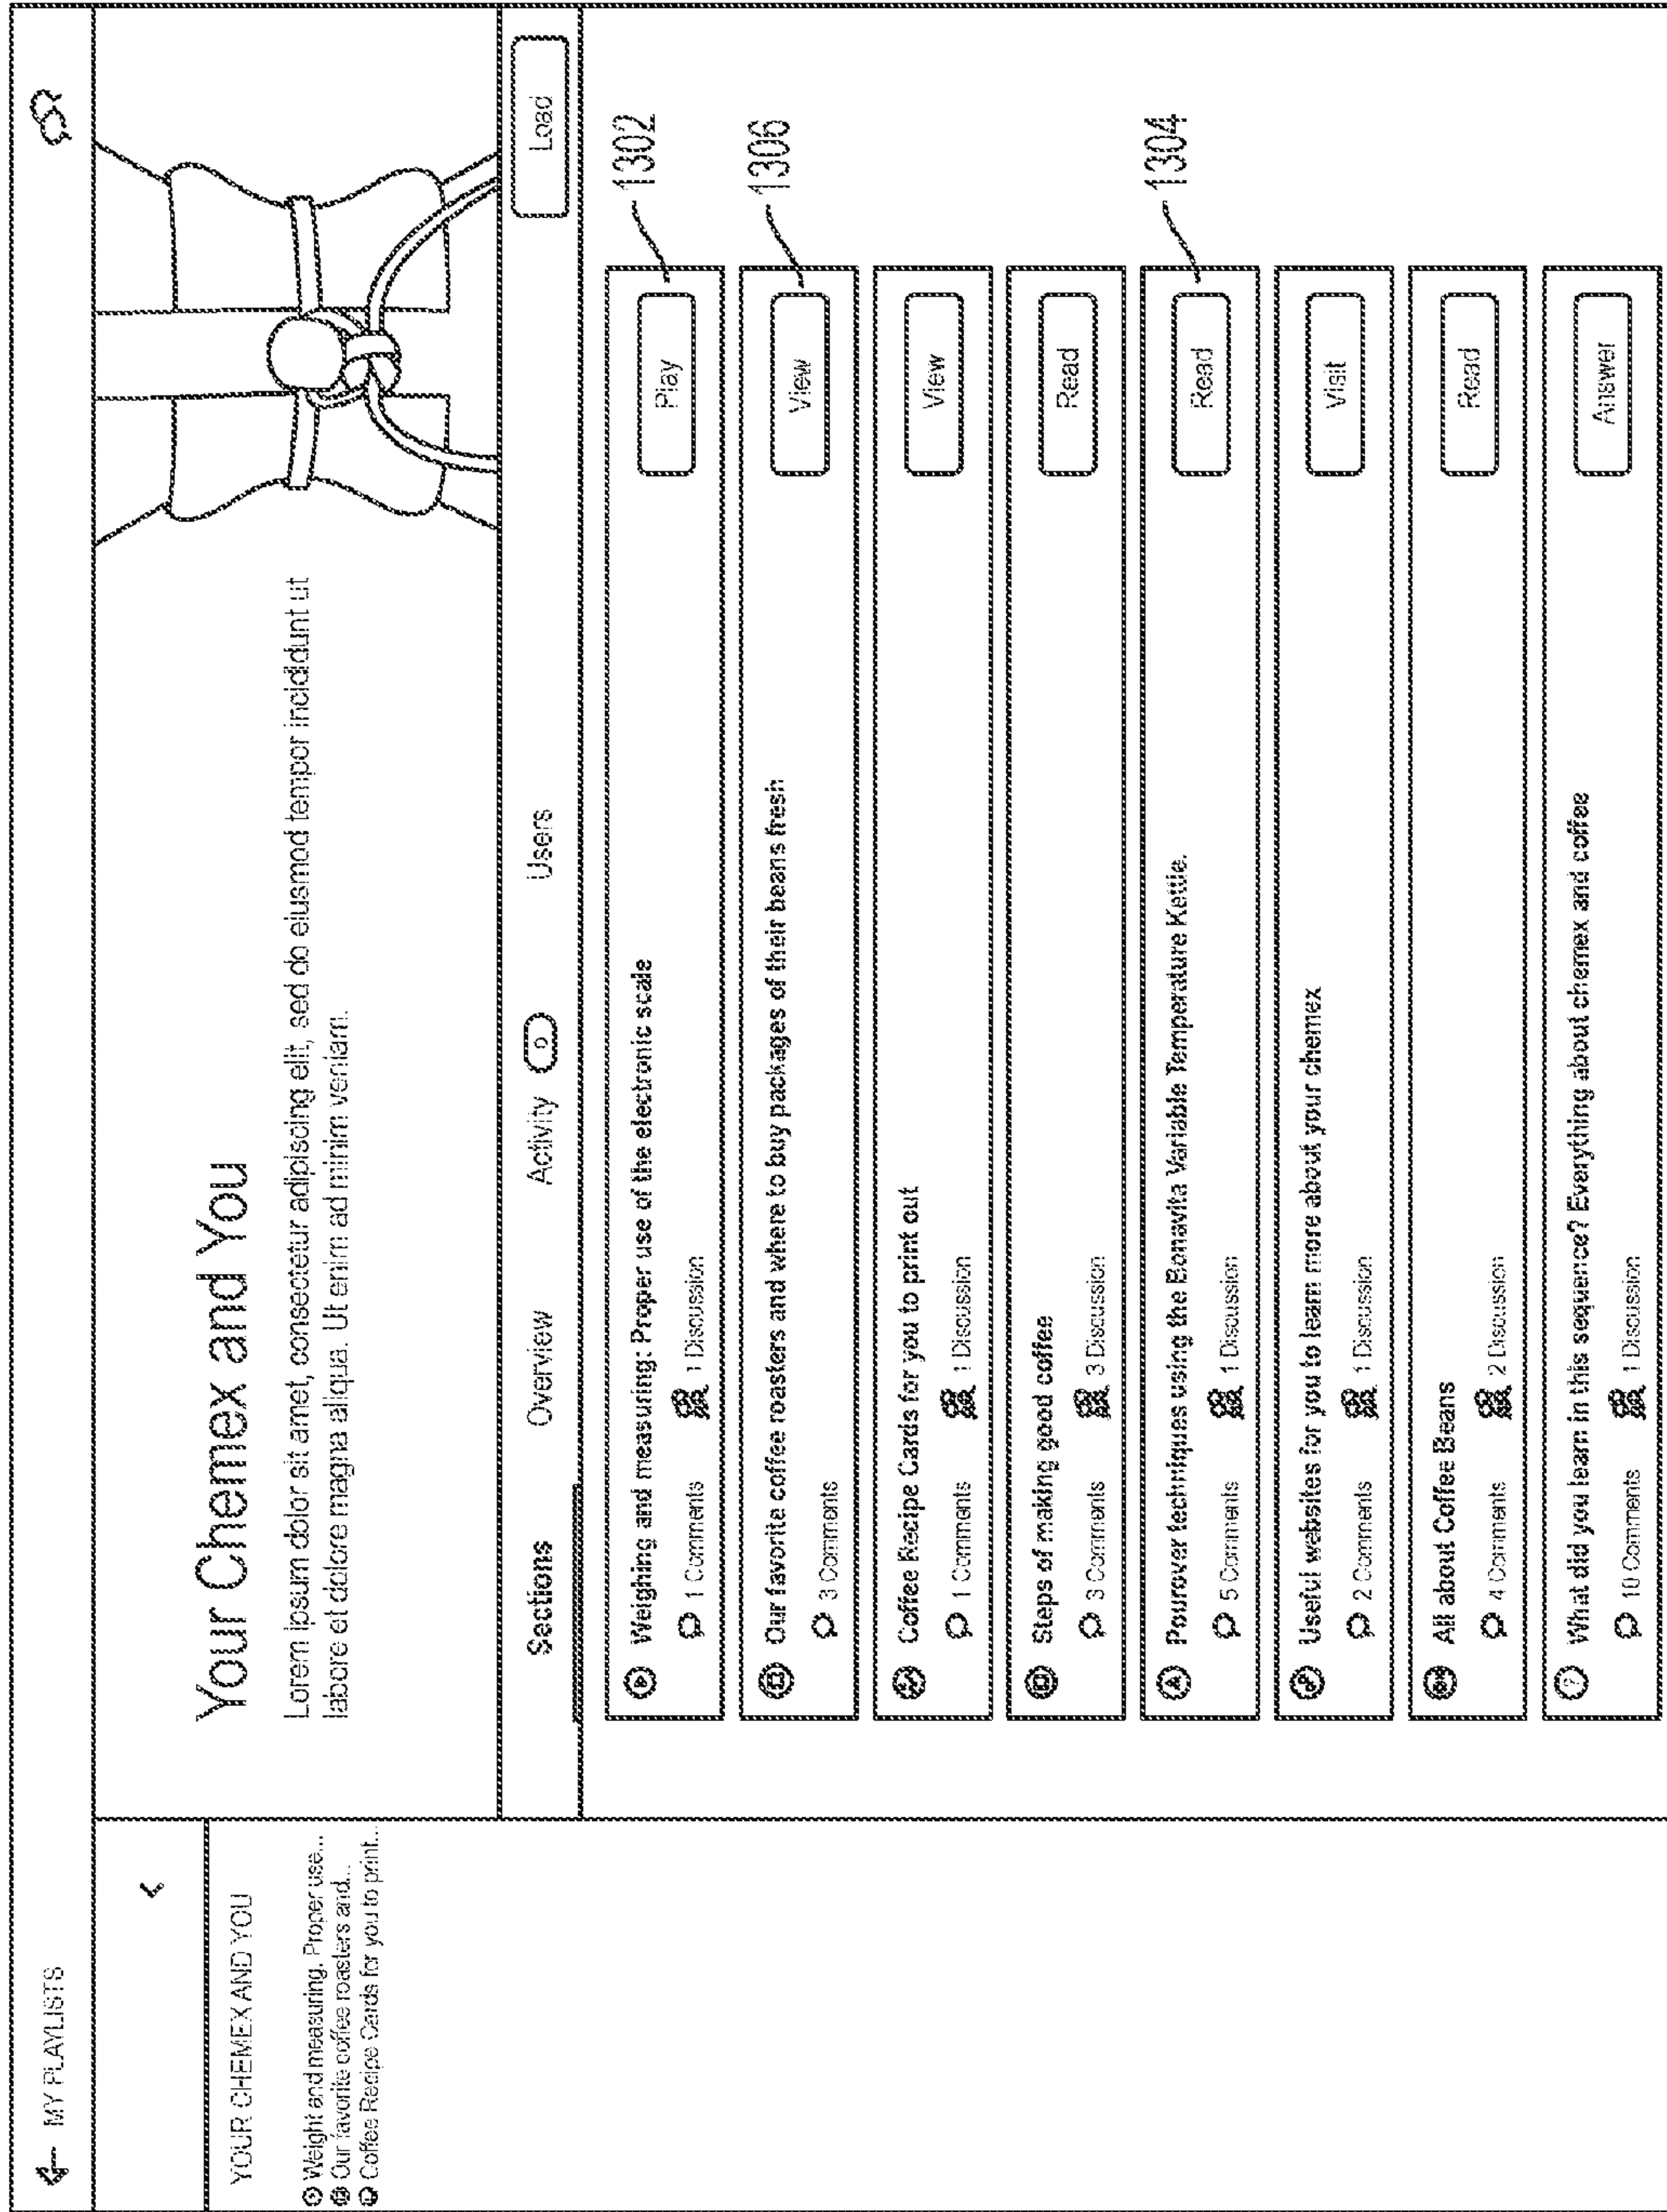 MY PLAYLISTS
YOUR CHEMEX AND YOU
Weight and measuring. Proper use...
Our favorite coffee roasters and...
Coffee Recipe Cards for you to print...
Your Chemex and You
Lorem ipsum dolor sit amet, consectetur adipiscing elit, sed do eiusmod tempor incididunt ut
labore et dolore magna aliqua. Ut enim ad minim veniam.
Sections Overview Activity 0 Users Load
Weighing and measuring: Proper use of the electronic scale
1 Comments 1 Discussion
Play
1302
Our favorite coffee roasters and where to buy packages of their beans fresh
3 Comments
View
1306
Coffee Recipe Cards for you to print out
1 Comments 1 Discussion
View
Steps of making good coffee
3 Comments 3 Discussion
Read
Pourover techniques using the Bonavita Variable Temperature Kettle.
5 Comments 1 Discussion
Read
1304
Useful websites for you to learn more about your chemex
2 Comments 1 Discussion
Visit
All about Coffee Beans
4 Comments 2 Discussion
Read
What did you learn in this sequence? Everything about chemex and coffee
10 Comments 1 Discussion
Answer